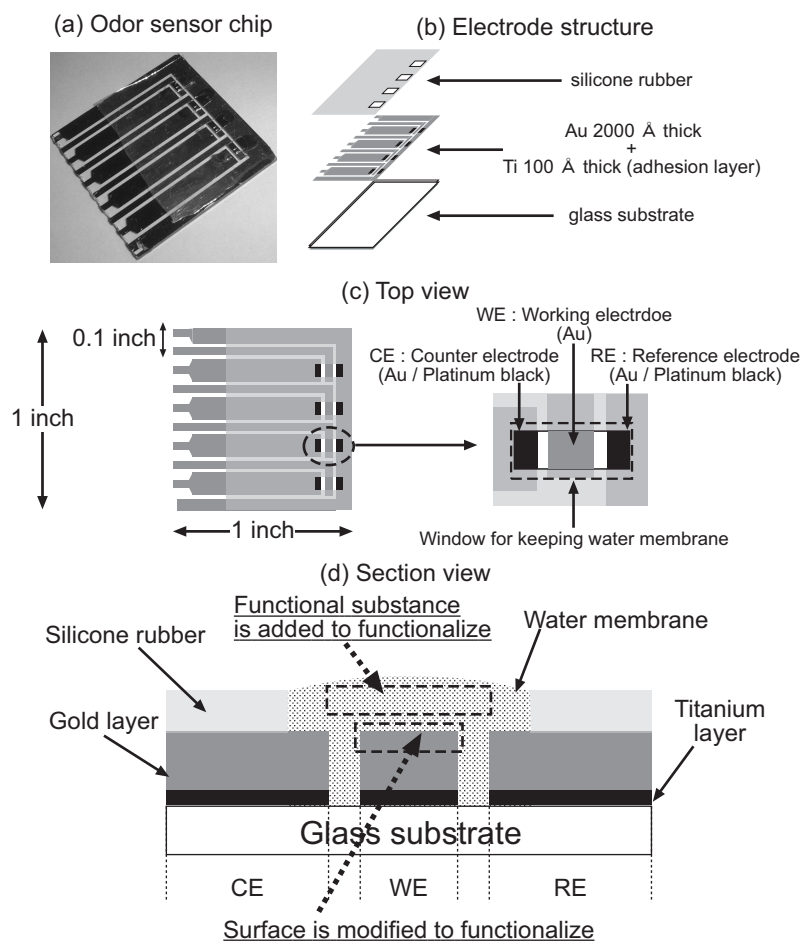 (a) Odor sensor chip
(b) Electrode structure
silicone rubber
Au 2000 Å thick
+
Ti 100 Å thick (adhesion layer)
glass substrate
(c) Top view
0.1 inch
1 inch
1 inch
WE : Working electrdoe
(Au)
CE : Counter electrode
(Au / Platinum black)
RE : Reference electrode
(Au / Platinum black)
Window for keeping water membrane
(d) Section view
Functional substance
is added to functionalize
Silicone rubber
Water membrane
Gold layer
Titanium
layer
Glass substrate
CE
WE
RE
Surface is modified to functionalize